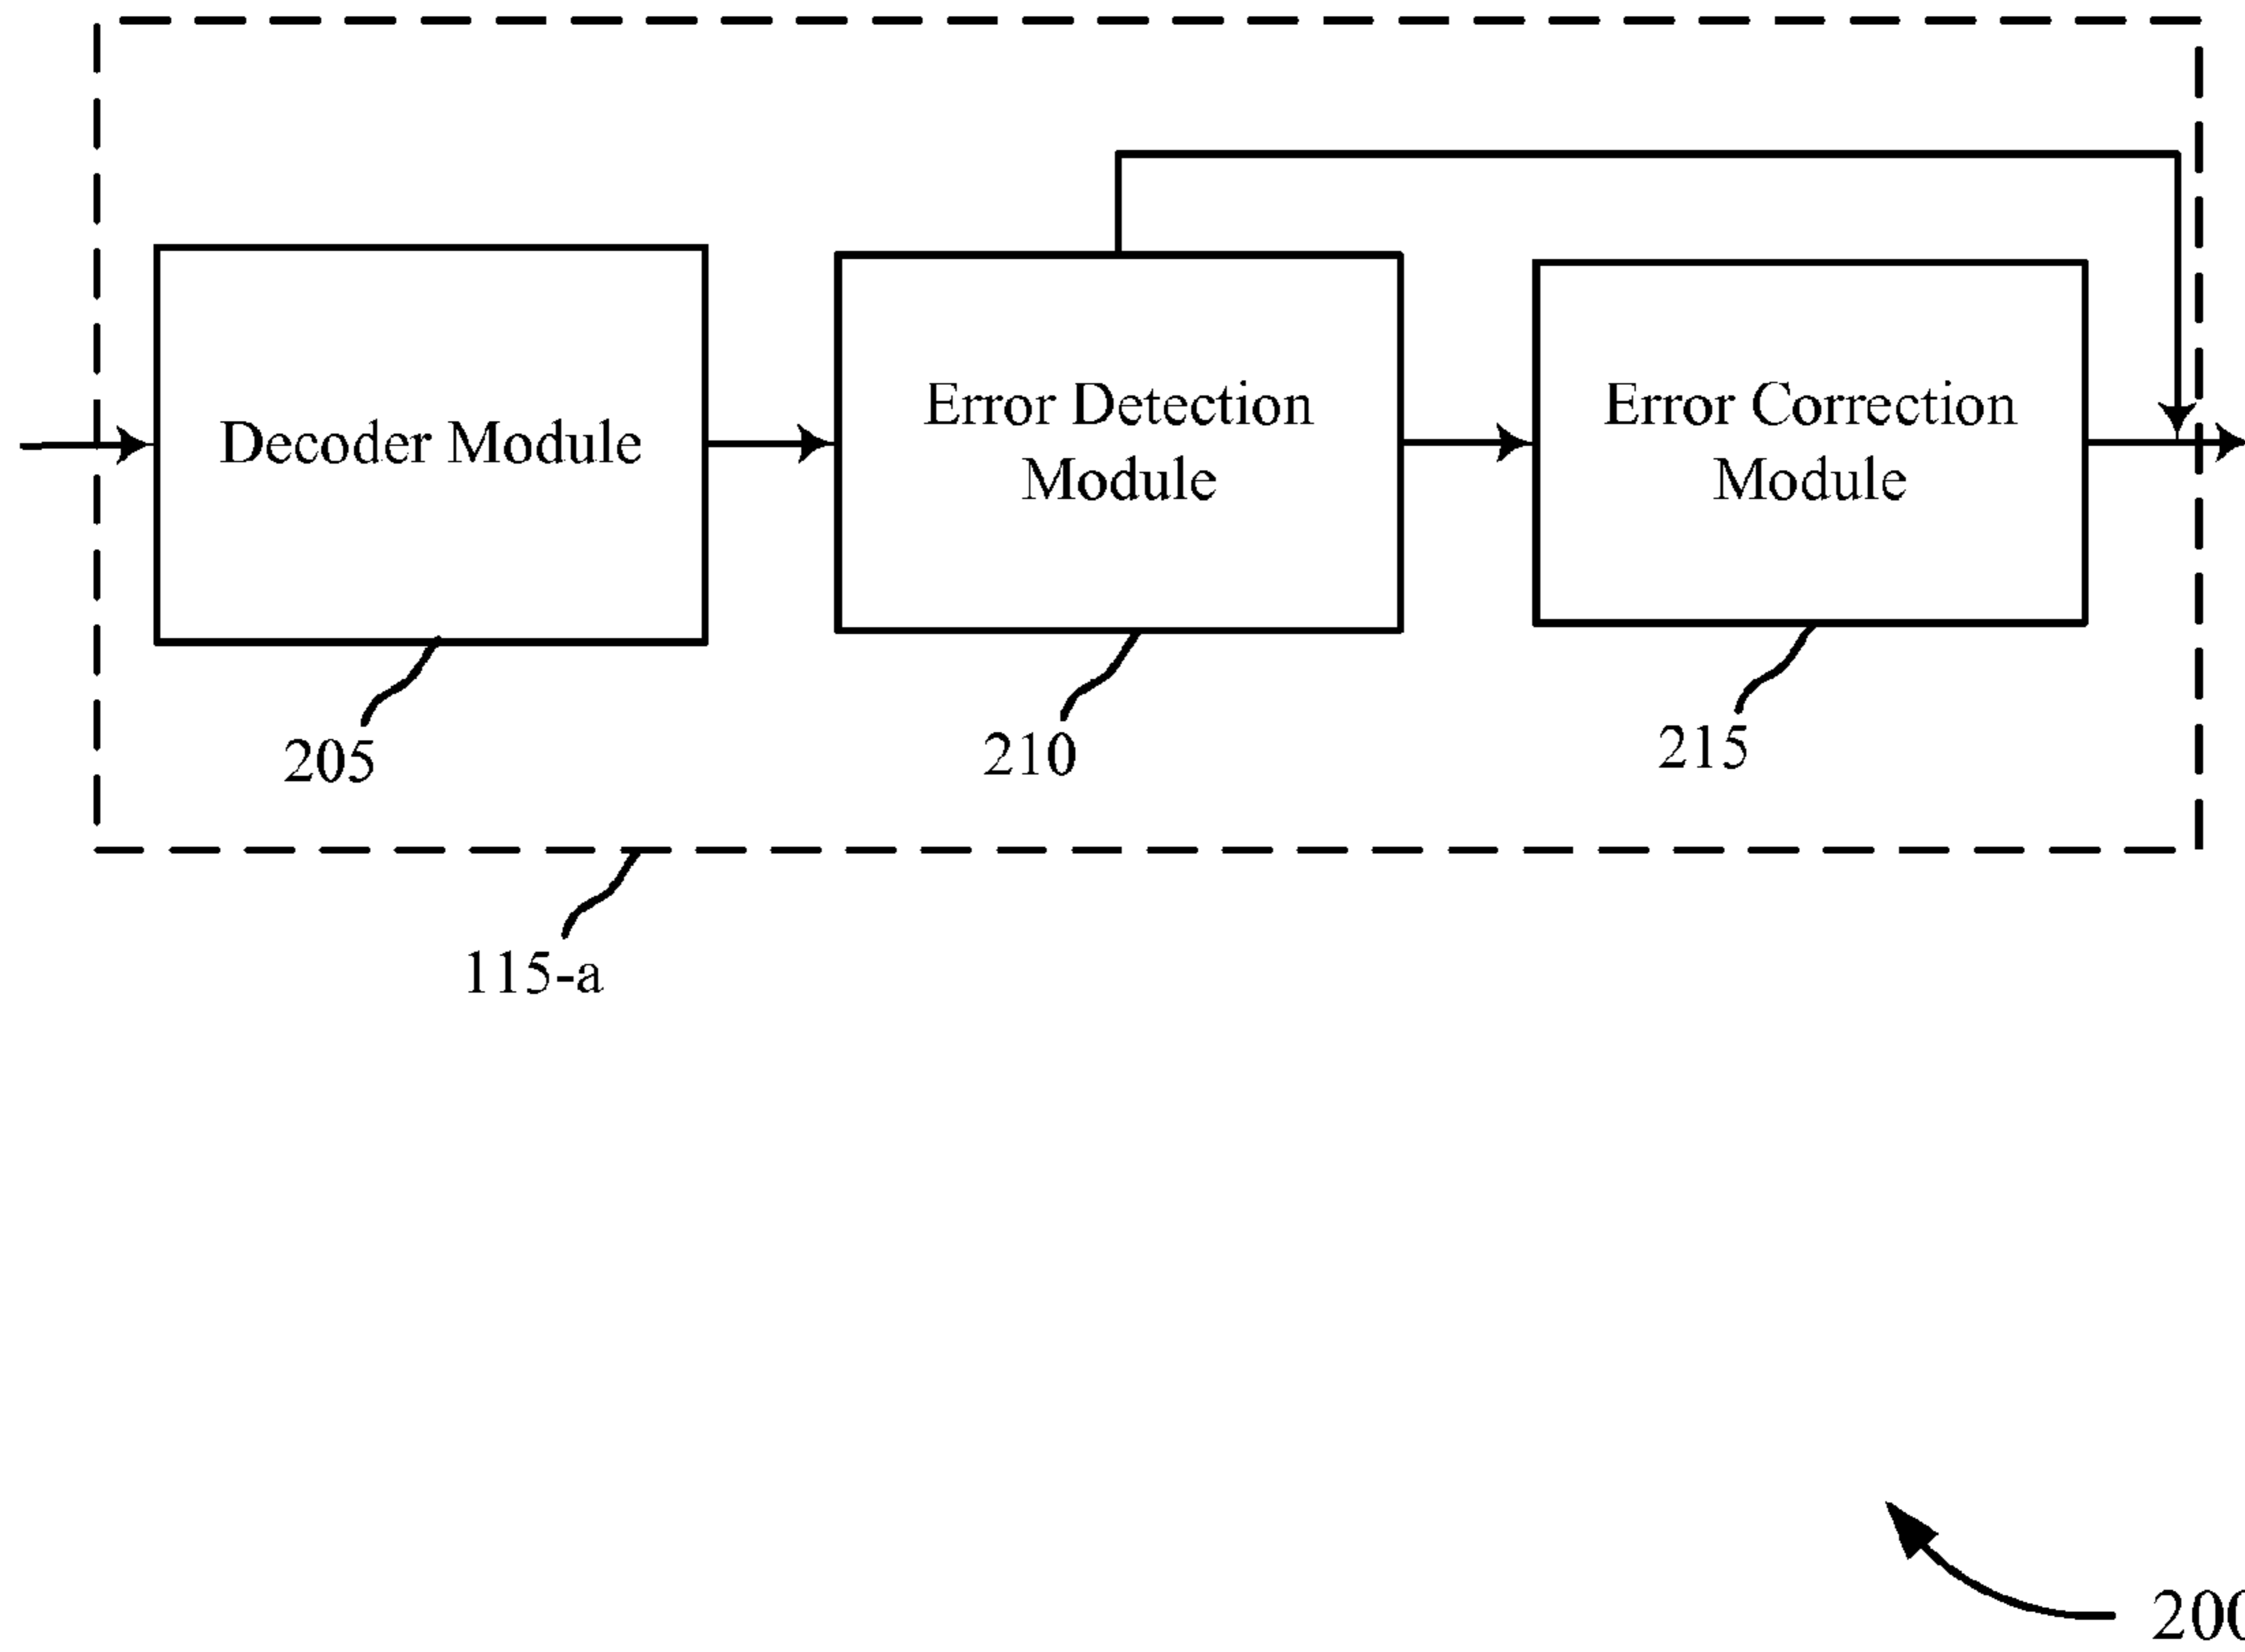 Decoder Module
Error Detection
Module
Error Correction
Module
205
210
215
115-a
200